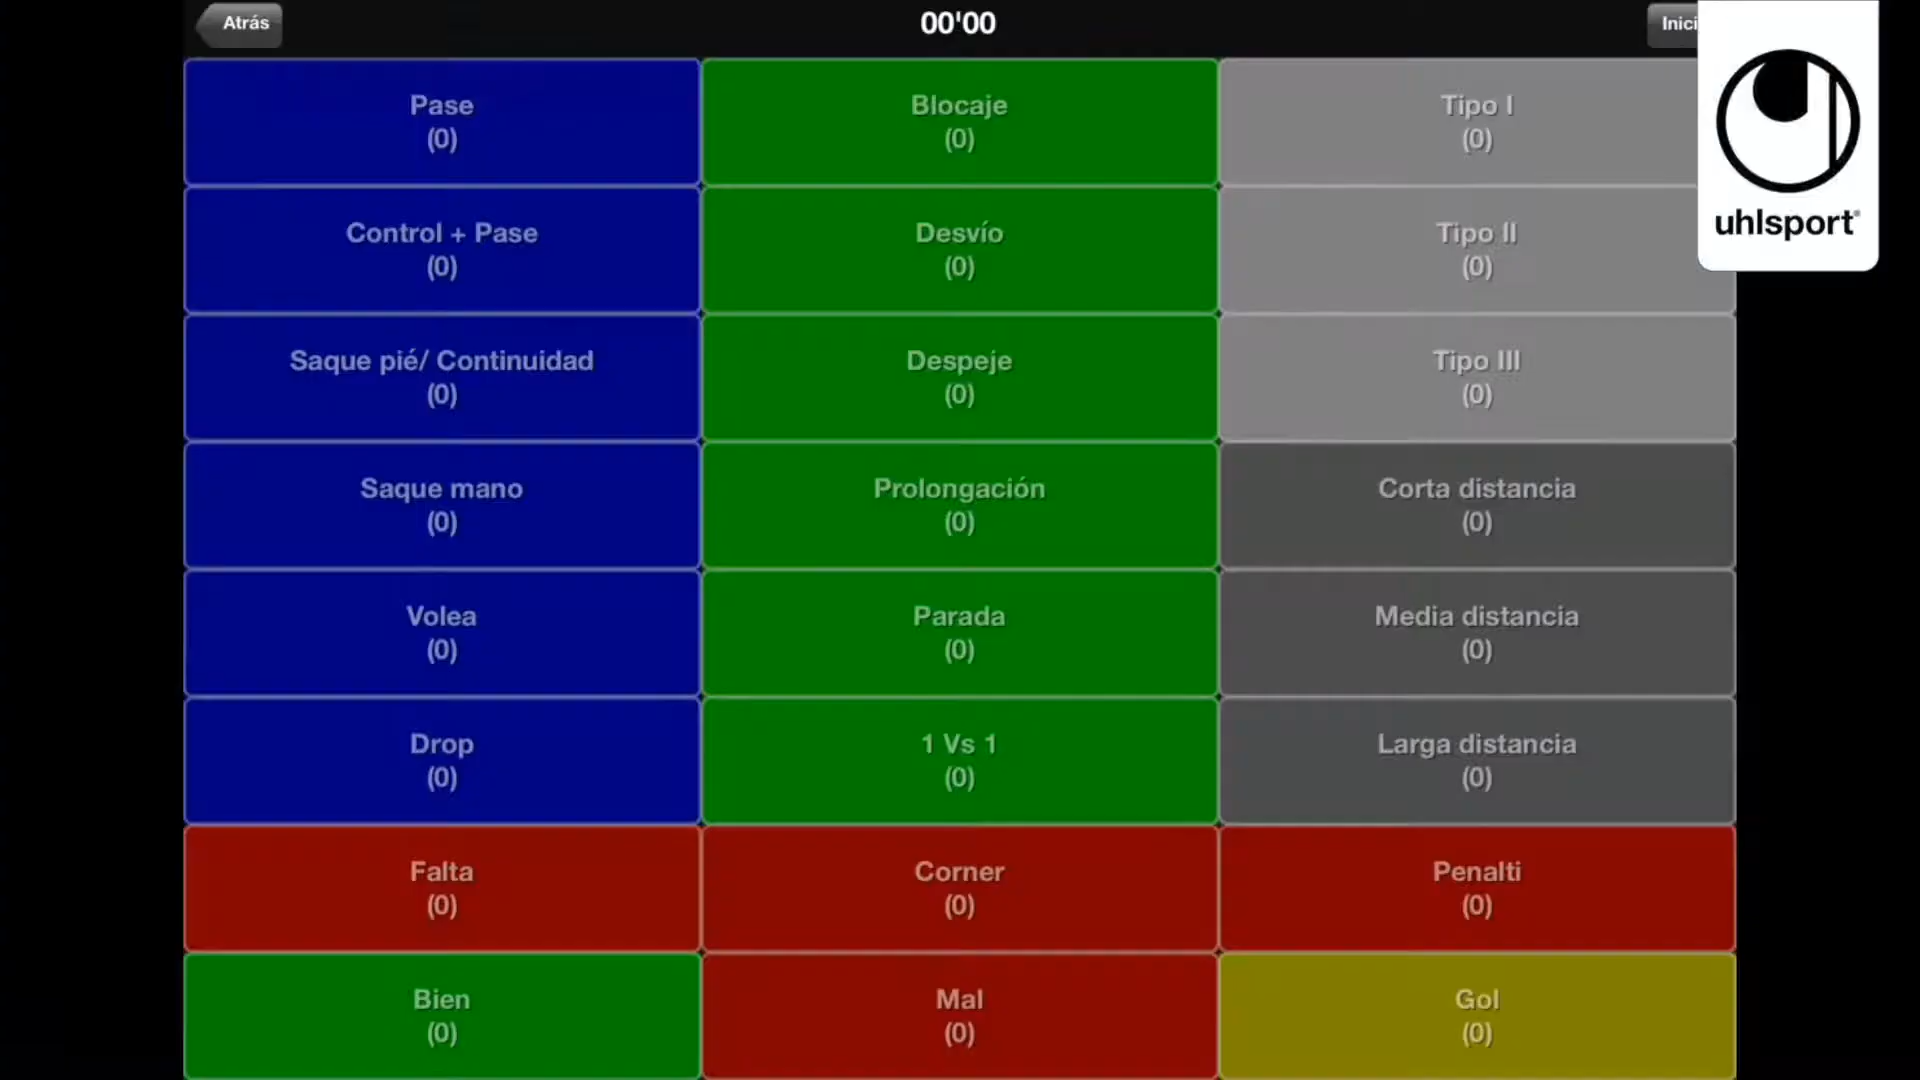 Atrás
00'00
Inici
Pase
(0)
Blocaje
(0)
Tipo I
(0)
Control + Pase
(0)
Desvío
(0)
Tipo II
(0)
Saque pié/ Continuidad
(0)
Despeje
(0)
Tipo III
(0)
Saque mano
(0)
Prolongación
(0)
Corta distancia
(0)
Volea
(0)
Parada
(0)
Media distancia
(0)
Drop
(0)
1 Vs 1
(0)
Larga distancia
(0)
Falta
(0)
Corner
(0)
Penalti
(0)
Bien
(0)
Mal
(0)
Gol
(0)
uhlsport®